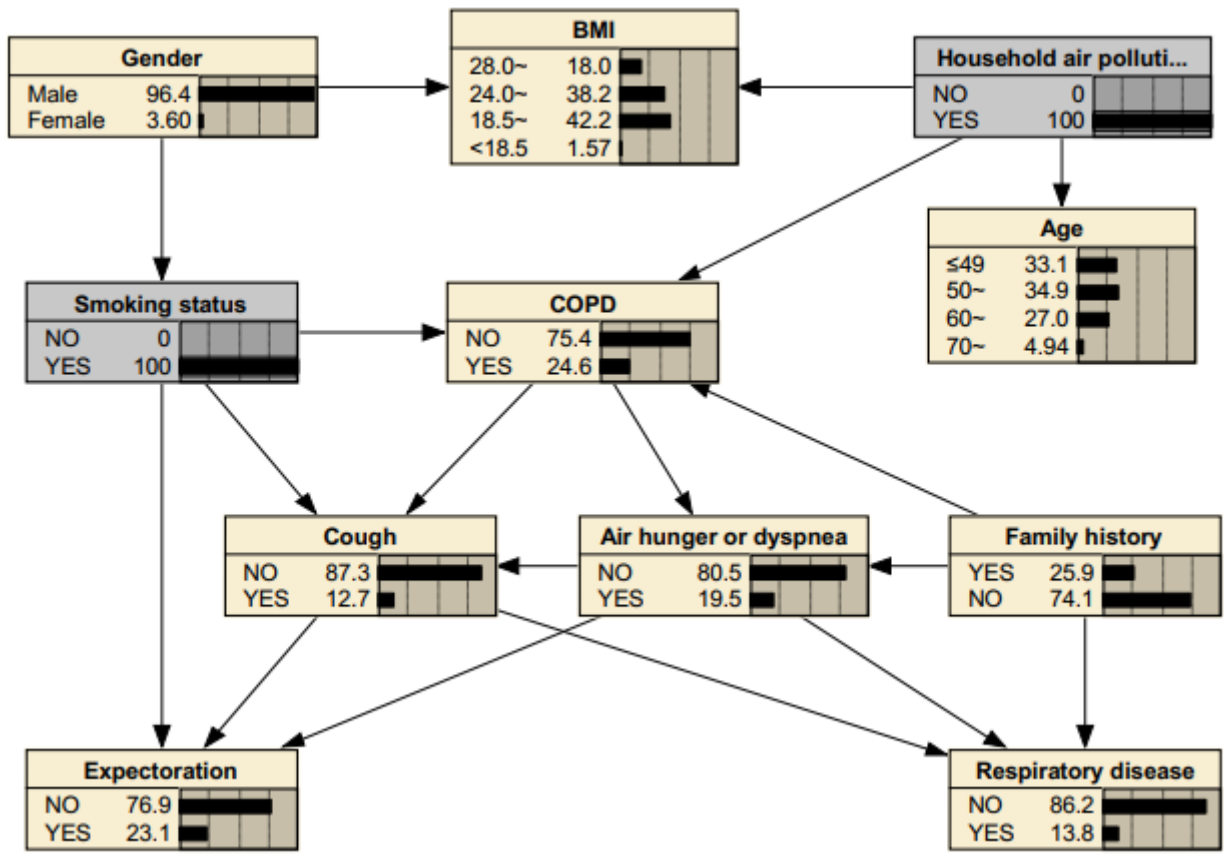 Gender
Male 96.4
Female 3.60
BMI
28.0~ 18.0
24.0~ 38.2
18.5~ 42.2
<18.5 1.57
Household air polluti...
NO 0
YES 100
Age
≤49 33.1
50~ 34.9
60~ 27.0
70~ 4.94
Smoking status
NO 0
YES 100
COPD
NO 75.4
YES 24.6
Cough
NO 87.3
YES 12.7
Air hunger or dyspnea
NO 80.5
YES 19.5
Family history
YES 25.9
NO 74.1
Expectoration
NO 76.9
YES 23.1
Respiratory disease
NO 86.2
YES 13.8